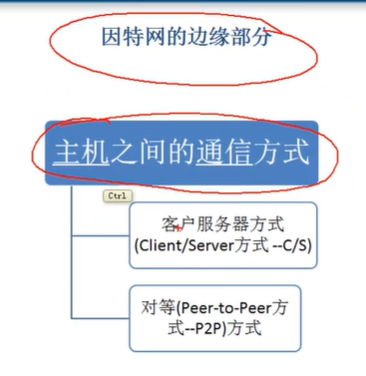 因特网的边缘部分
主机之间的通信方式
Ctrl
客户服务器方式
(Client/Server方式 --C/S)
对等(Peer-to-Peer方
式--P2P)方式